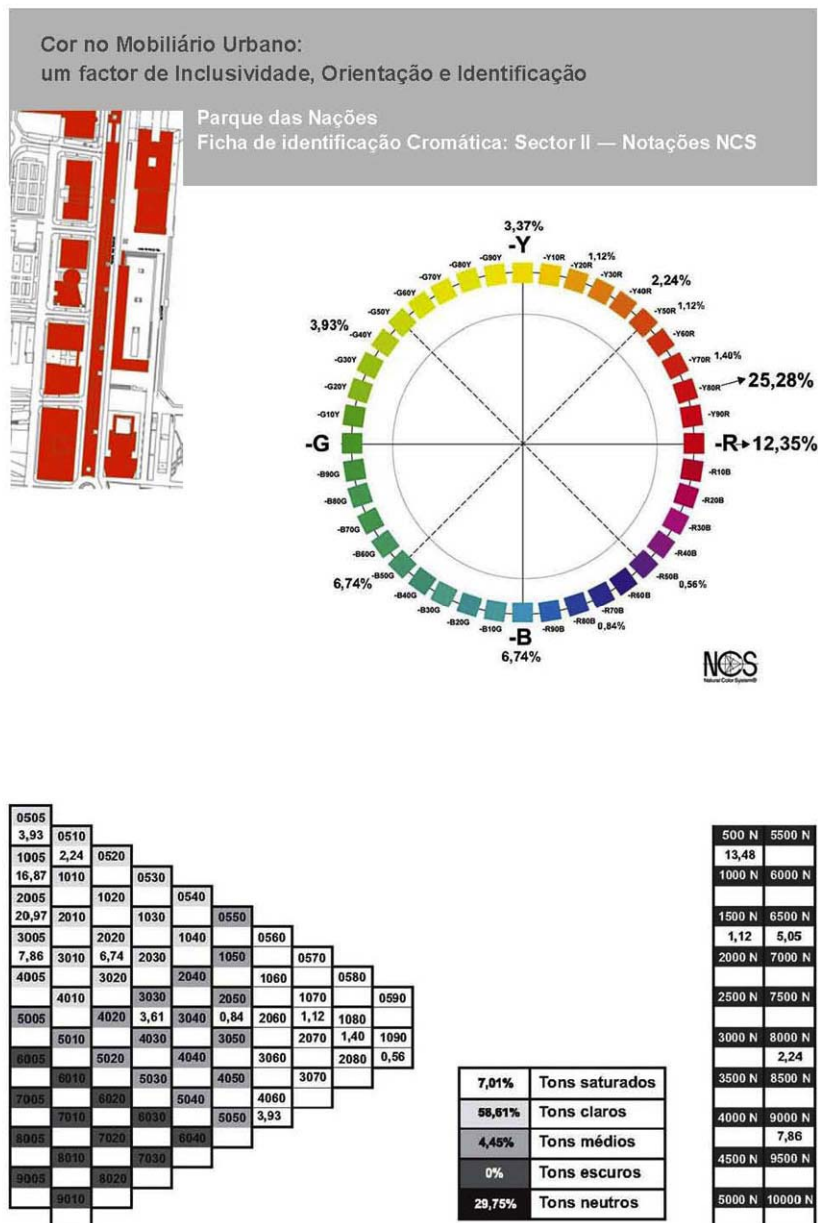 Cor no Mobiliário Urbano:
um factor de Inclusividade, Orientação e Identificação
Parque das Nações
Ficha de identificação Cromática: Sector II — Notações NCS
3,37%
-Y
-G90Y
-Y10R
-Y20R
1,12%
-G80Y
-Y30R
-G70Y
-Y40R
2,24%
-G60Y
-Y50R
1,12%
-G50Y
3,93%
-Y60R
-G40Y
-Y70R
1,40%
-G30Y
-Y80R
25,28%
-G20Y
-Y90R
-G10Y
-G
-R
12,35%
-B90G
-R10B
-B80G
-R20B
-B70G
-R30B
-B60G
-R40B
6,74%
-B50G
-R50B
0,56%
-B40G
-R60B
-B30G
-R70B
-B20G
-R80B
0,84%
-B10G
-R90B
-B
6,74%
NCS
Natural Color System®
0505
3,93 0510
1005 2,24 0520
16,87 1010 0530
2005 1020 0540
20,97 2010 1030 0550
3005 2020 1040 0560
7,86 3010 6,74 2030 1050 0570
4005 3020 2040 1060 0580
4010 3030 2050 1070 0590
5005 4020 3,61 3040 0,84 2060 1,12 1080
5010 4030 3050 2070 1,40 1090
6005 5020 4040 3060 2080 0,56
6010 5030 4050 3070
7005 6020 5040 4060
7010 6030 5050 3,93
8005 7020 6040
8010 7030
9005 8020
9010
7,01% Tons saturados
58,61% Tons claros
4,45% Tons médios
0% Tons escuros
29,75% Tons neutros
500 N 5500 N
13,48
1000 N 6000 N
1500 N 6500 N
1,12 5,05
2000 N 7000 N
2500 N 7500 N
3000 N 8000 N
2,24
3500 N 8500 N
4000 N 9000 N
7,86
4500 N 9500 N
5000 N 10000 N